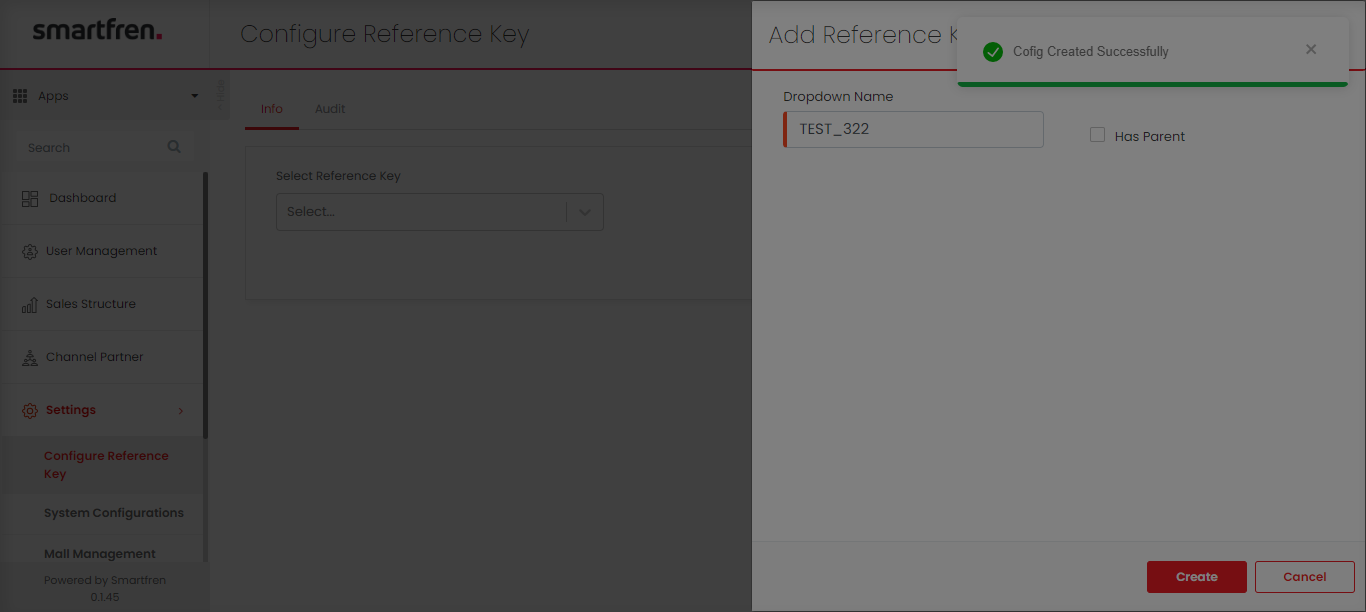 smartfren.
Configure Reference Key
Add Reference K
Cofig Created Successfully
Apps
Info
Audit
Dropdown Name
TEST_322
Has Parent
Search
Select Reference Key
Select...
Dashboard
User Management
Sales Structure
Channel Partner
Settings
Configure Reference
Key
System Configurations
Mall Management
Powered by Smartfren
0.1.45
Create
Cancel